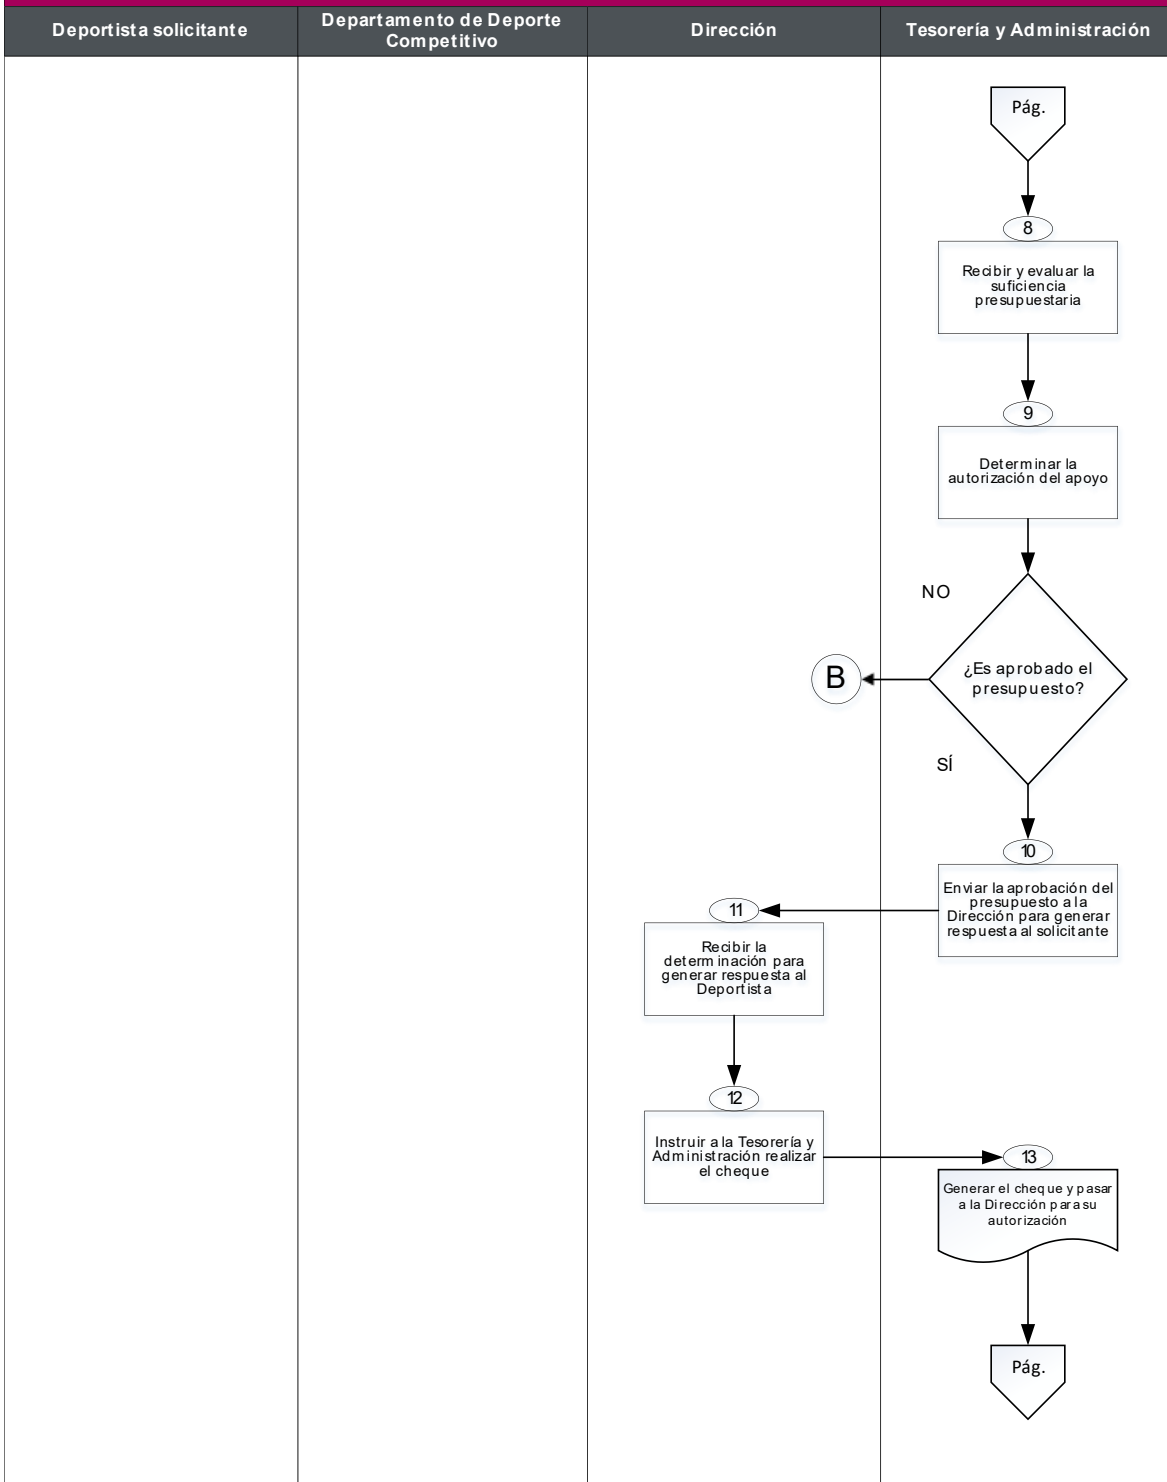 Deportista solicitante
Departamento de Deporte
Competitivo
Dirección
Tesorería y Administración
Pág.
8
Recibir y evaluar la
suficiencia
presupuestaria
9
Determinar la
autorización del apoyo
NO
¿Es aprobado el
presupuesto?
B
SÍ
10
Enviar la aprobación del
presupuesto a la
Dirección para generar
respuesta al solicitante
11
Recibir la
determinación para
generar respuesta al
Deportista
12
Instruir a la Tesorería y
Administración realizar
el cheque
13
Generar el cheque y pasar
a la Dirección para su
autorización
Pág.